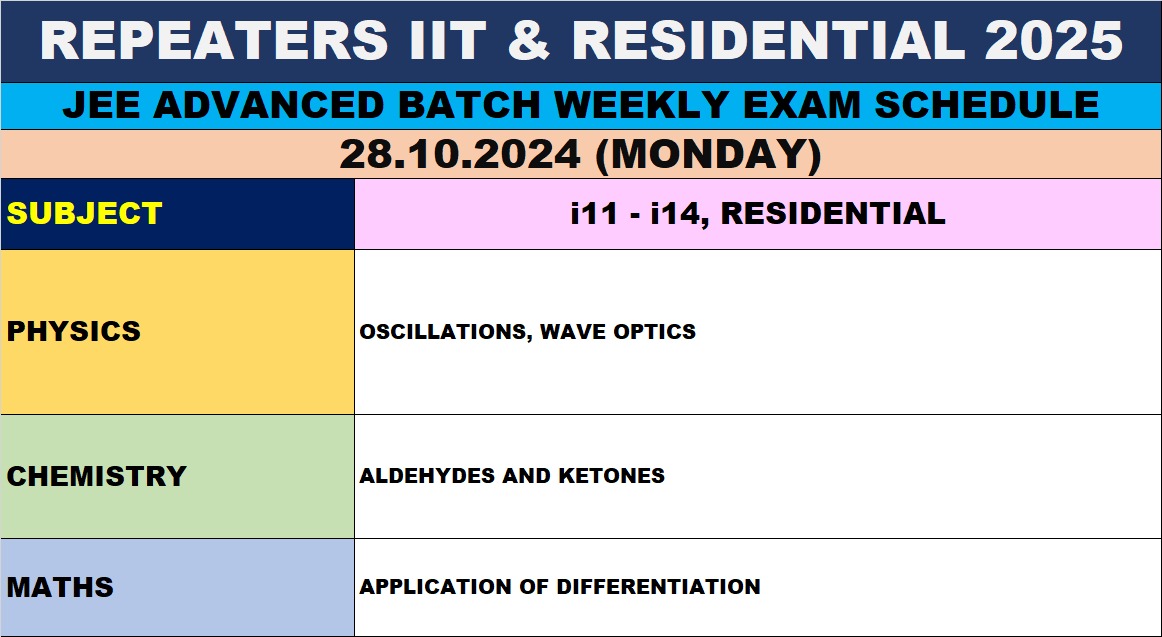 REPEATERS IIT & RESIDENTIAL 2025
JEE ADVANCED BATCH WEEKLY EXAM SCHEDULE
28.10.2024 (MONDAY)
SUBJECT
i11 - i14, RESIDENTIAL
PHYSICS
OSCILLATIONS, WAVE OPTICS
CHEMISTRY
ALDEHYDES AND KETONES
MATHS
APPLICATION OF DIFFERENTIATION